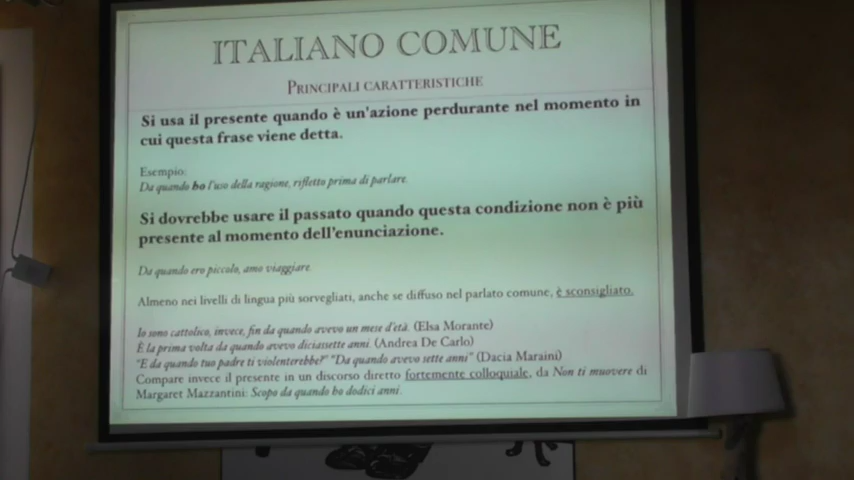 ITALIANO COMUNE
PRINCIPALI CARATTERISTICHE
Si usa il presente quando è un'azione perdurante nel momento in
cui questa frase viene detta.
Esempio:
Da quando ho l'uso della ragione, rifletto prima di parlare.
Si dovrebbe usare il passato quando questa condizione non è più
presente al momento dell'enunciazione.
Da quando ero piccolo, amo viaggiare.
Almeno nei livelli di lingua più sorvegliati, anche se diffuso nel parlato comune, è sconsigliato.
Io sono cattolico, invece, fin da quando avevo un mese d'età. (Elsa Morante)
È la prima volta da quando avevo diciassette anni. (Andrea De Carlo)
"E da quando tuo padre ti violenterebbe?" "Da quando avevo sette anni" (Dacia Maraini)
Compare invece il presente in un discorso diretto fortemente colloquiale, da Non ti muovere di
Margaret Mazzantini: Scopo da quando ho dodici anni.